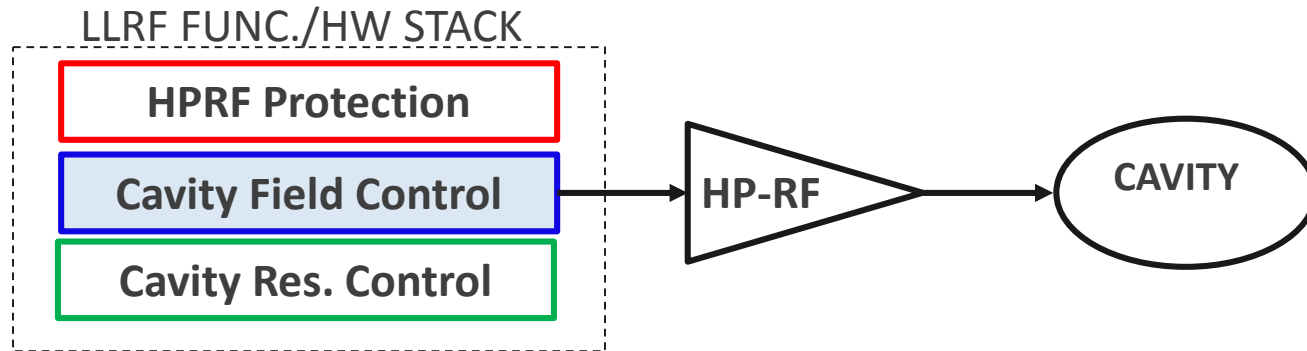 LLRF FUNC./HW STACK
HPRF Protection
Cavity Field Control
Cavity Res. Control
HP-RF
CAVITY